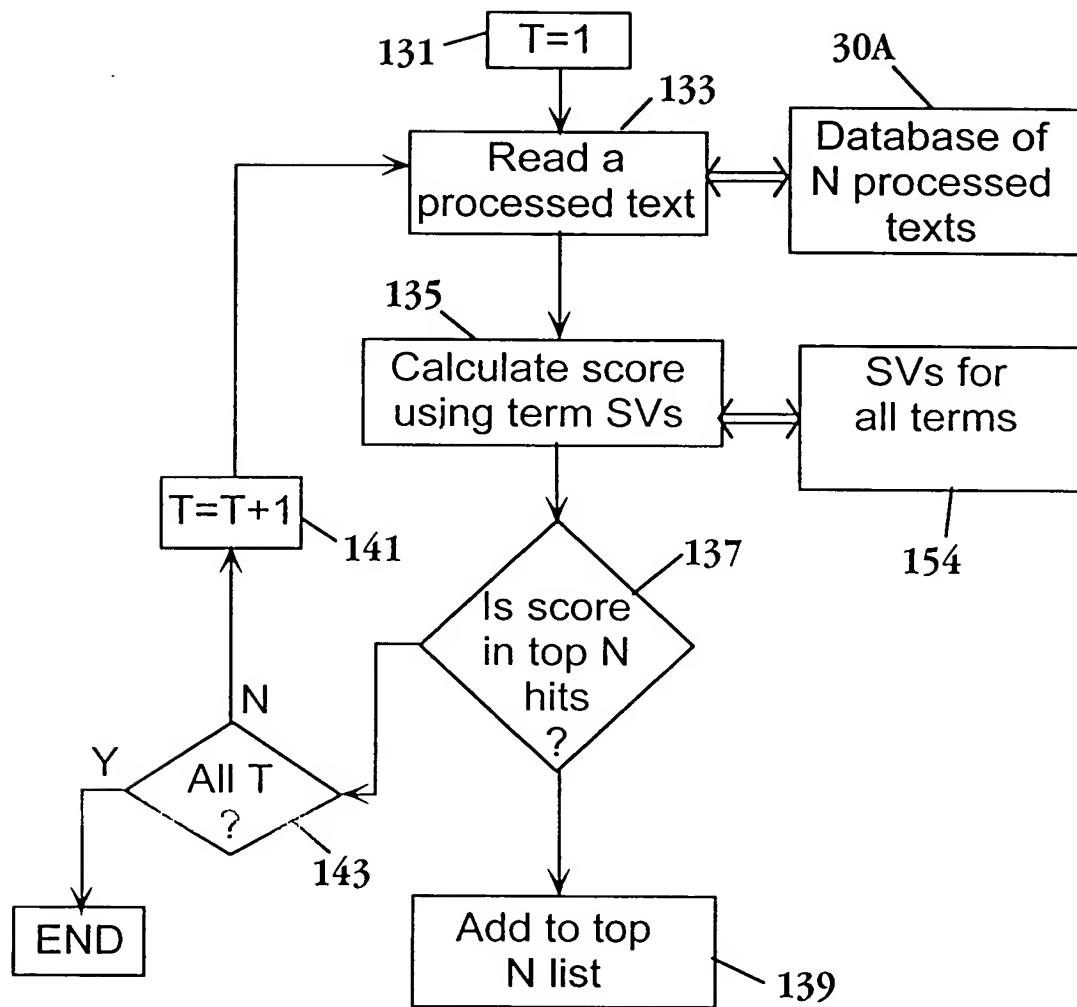 131
T=1
30A
133
Read a
processed text
Database of
N processed
texts
135
Calculate score
using term SVs
SVs for
all terms
154
T=T+1
141
137
Is score
in top N
hits
?
N
Y
All T
?
143
END
Add to top
N list
139